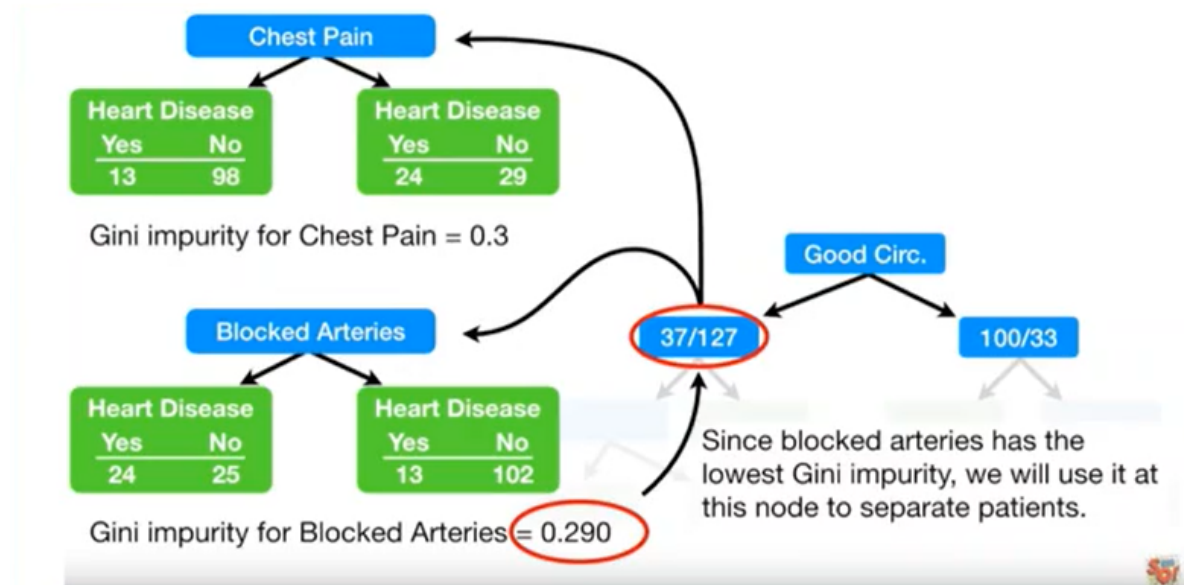 Chest Pain
Heart Disease
Yes No
13 98
Heart Disease
Yes No
24 29
Gini impurity for Chest Pain = 0.3
Good Circ.
37/127
100/33
Blocked Arteries
Heart Disease
Yes No
24 25
Heart Disease
Yes No
13 102
Gini impurity for Blocked Arteries = 0.290
Since blocked arteries has the
lowest Gini impurity, we will use it at
this node to separate patients.